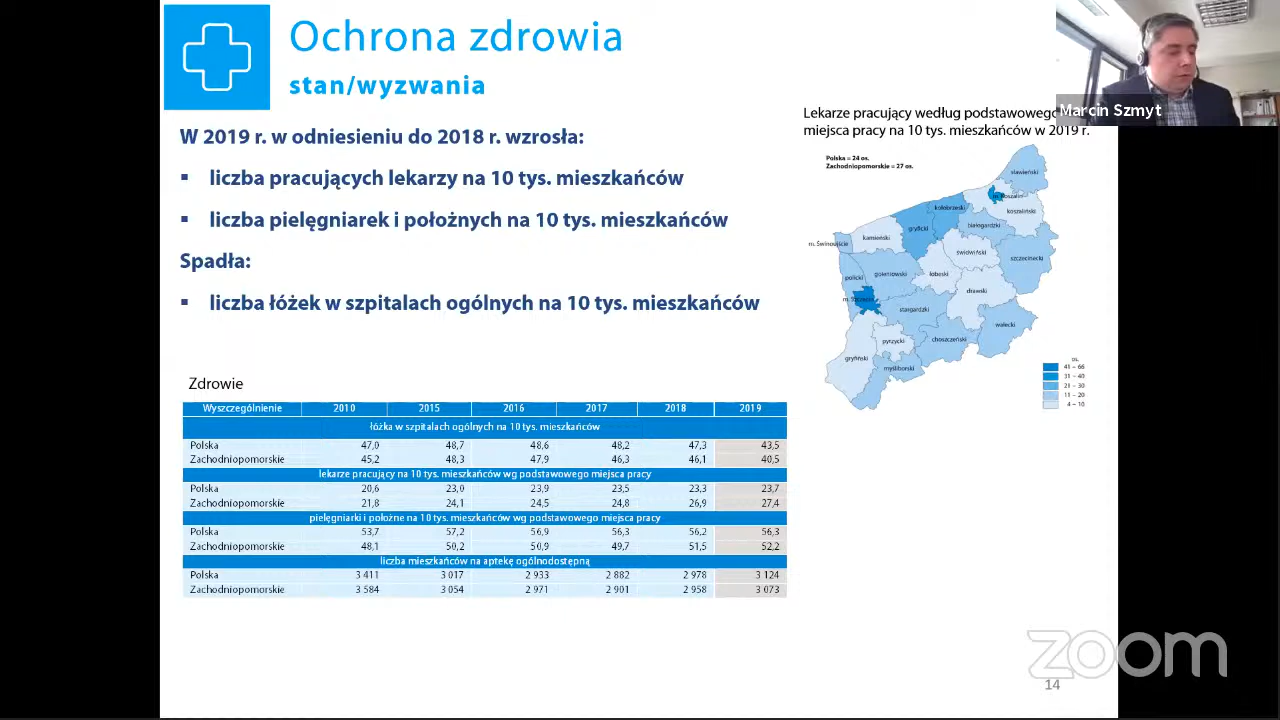 Ochrona zdrowia
stan/wyzwania
W 2019 r. w odniesieniu do 2018 r. wzrosła:
▪ liczba pracujących lekarzy na 10 tys. mieszkańców
▪ liczba pielęgniarek i położnych na 10 tys. mieszkańców
Spadła:
▪ liczba łóżek w szpitalach ogólnych na 10 tys. mieszkańców
Marcin Szmyt
Lekarze pracujący według podstawowego
miejsca pracy na 10 tys. mieszkańców w 2019 r.
Polska = 24 os.
Zachodniopomorskie = 27 os.
sławieński
m. Koszalin
koszaliński
kołobrzeski
białogardzki
gryficki
kamieński
m. Świnoujście
świdwiński
szczecinecki
policki
goleniowski
łobeski
drawski
m. Szczecin
stargardzki
wałecki
pyrzycki
choszczeński
gryfiński
myśliborski
os.
41 – 66
31 – 40
21 – 30
11 – 20
4 – 10
Zdrowie
Wyszczególnienie 2010 2015 2016 2017 2018 2019
łóżka w szpitalach ogólnych na 10 tys. mieszkańców
Polska 47,0 48,7 48,6 48,2 47,3 43,5
Zachodniopomorskie 45,2 48,3 47,9 46,3 46,1 40,5
lekarze pracujący na 10 tys. mieszkańców wg podstawowego miejsca pracy
Polska 20,6 23,0 23,9 23,5 23,3 23,7
Zachodniopomorskie 21,8 24,1 24,5 24,8 26,9 27,4
pielęgniarki i położne na 10 tys. mieszkańców wg podstawowego miejsca pracy
Polska 53,7 57,2 56,9 56,3 56,2 56,3
Zachodniopomorskie 48,1 50,2 50,9 49,7 51,5 52,2
liczba mieszkańców na aptekę ogólnodostępną
Polska 3 411 3 017 2 933 2 882 2 978 3 124
Zachodniopomorskie 3 584 3 054 2 971 2 901 2 958 3 073
zoom
14